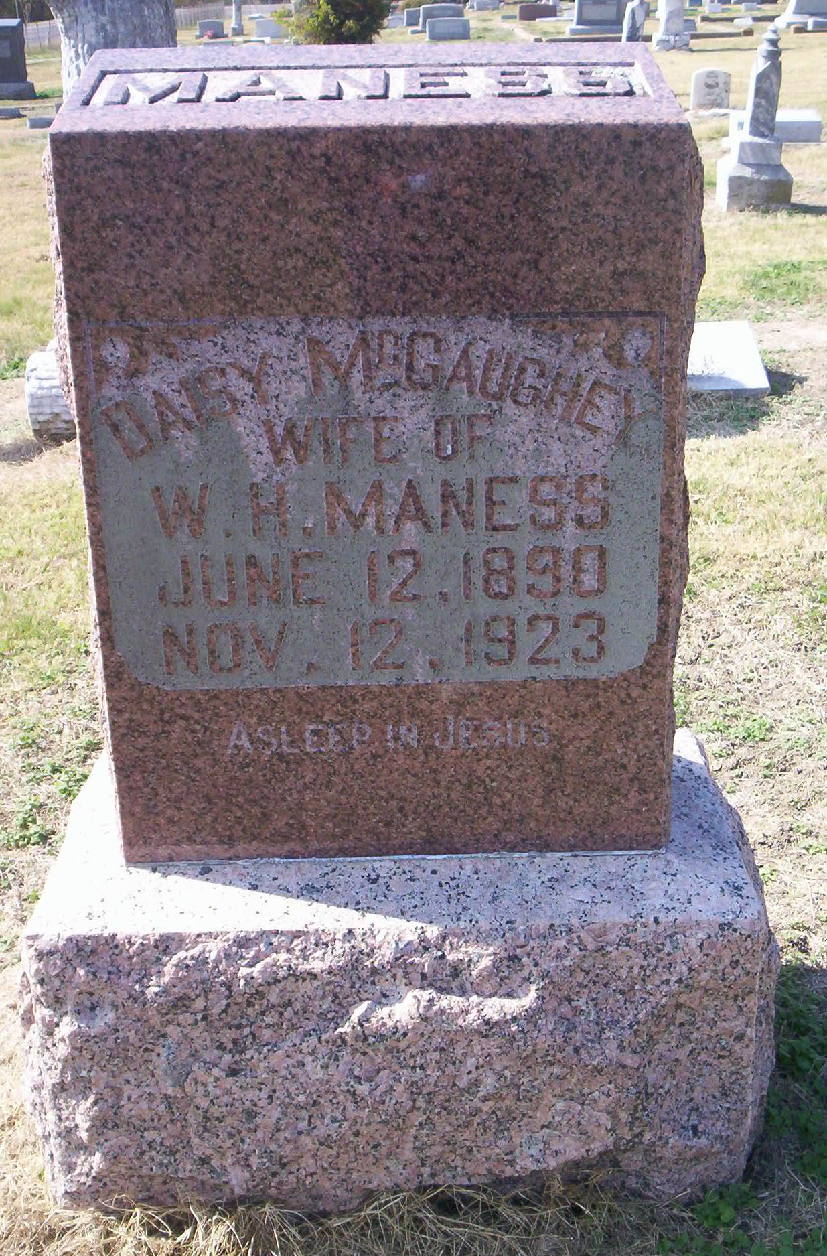 MANESS
DAISY McGAUGHEY
WIFE OF
W. H. MANESS
JUNE 12, 1890
NOV. 12, 1923
ASLEEP IN JESUS
S